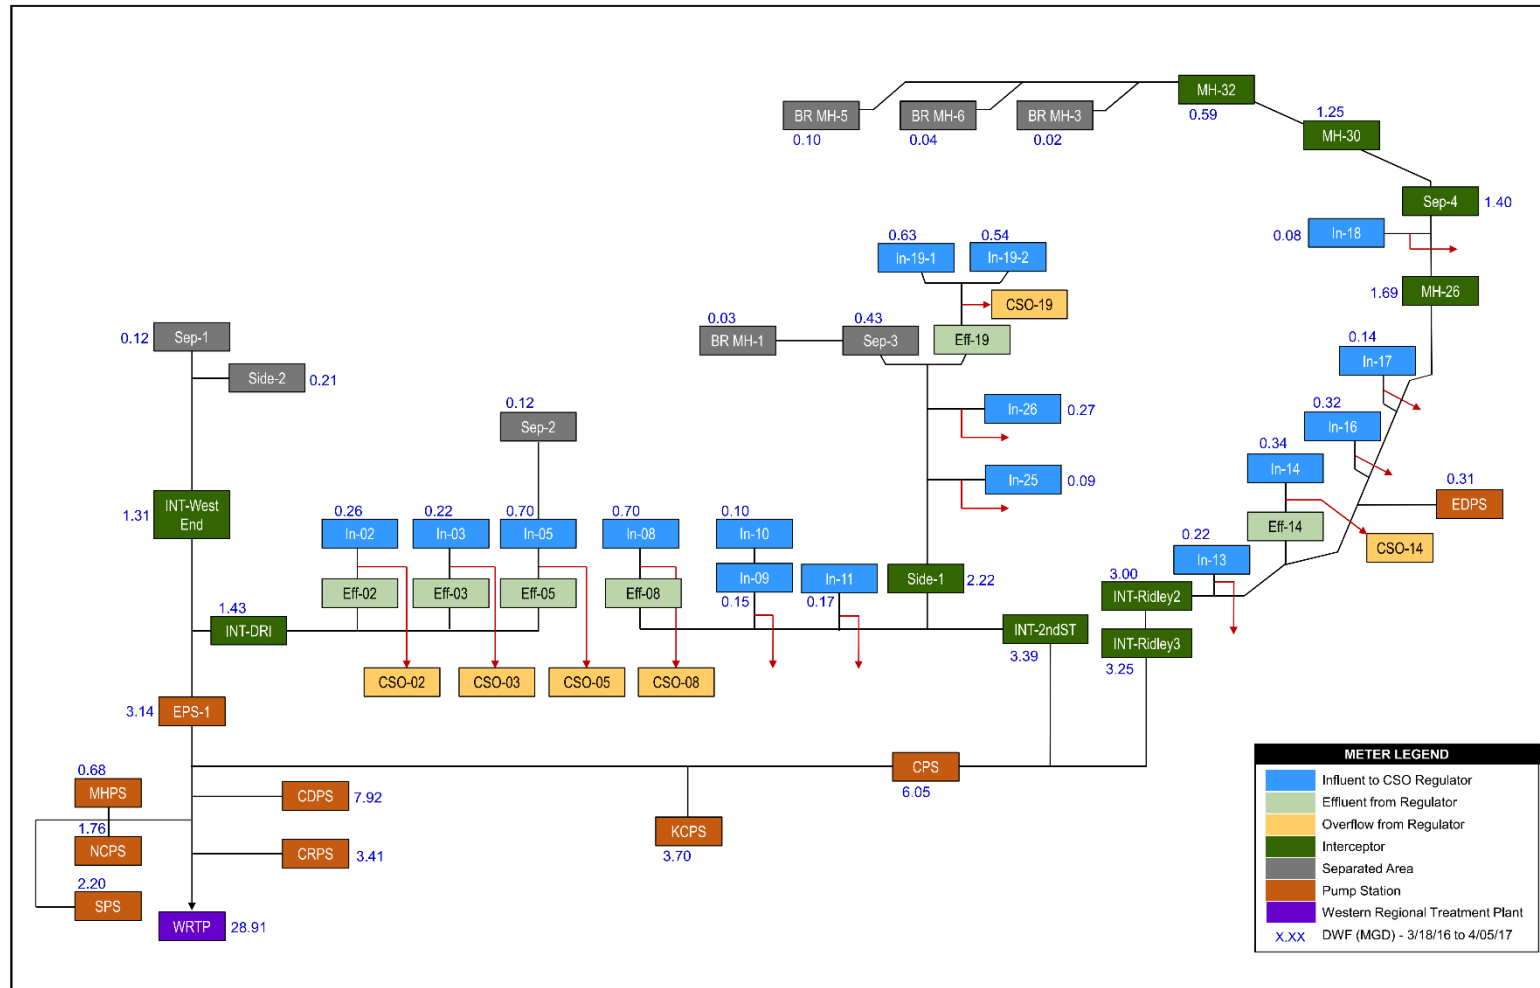 MH-32
0.59
BR MH-5
0.10
BR MH-6
0.04
BR MH-3
0.02
1.25
MH-30
Sep-4
1.40
0.08
In-18
1.69
MH-26
0.63
In-19-1
0.54
In-19-2
CSO-19
0.03
BR MH-1
0.43
Sep-3
Eff-19
0.12
Sep-1
Side-2
0.21
0.14
In-17
0.32
In-16
0.34
In-14
0.31
EDPS
Eff-14
CSO-14
0.22
In-13
0.12
Sep-2
In-26
0.27
In-25
0.09
1.31
INT-West
End
0.26
In-02
0.22
In-03
0.70
In-05
0.70
In-08
0.10
In-10
In-09
0.15
In-11
0.17
Side-1
2.22
Eff-02
Eff-03
Eff-05
Eff-08
3.00
INT-Ridley2
INT-Ridley3
3.25
1.43
INT-DRI
INT-2ndST
3.39
CSO-02
CSO-03
CSO-05
CSO-08
3.14
EPS-1
CPS
6.05
0.68
MHPS
CDPS
7.92
1.76
NCPS
CRPS
3.41
KCPS
3.70
2.20
SPS
WRTP
28.91
METER LEGEND
Influent to CSO Regulator
Effluent from Regulator
Overflow from Regulator
Interceptor
Separated Area
Pump Station
Western Regional Treatment Plant
X.XX DWF (MGD) - 3/18/16 to 4/05/17